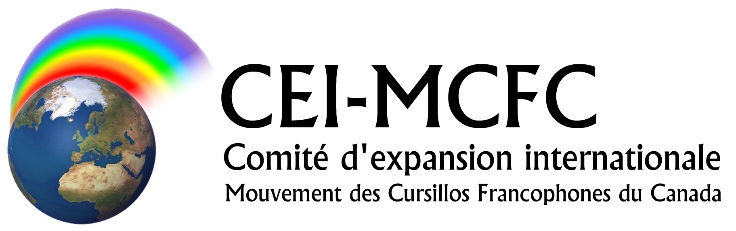 CEI-MCFC
Comité d'expansion internationale
Mouvement des Cursillos Francophones du Canada